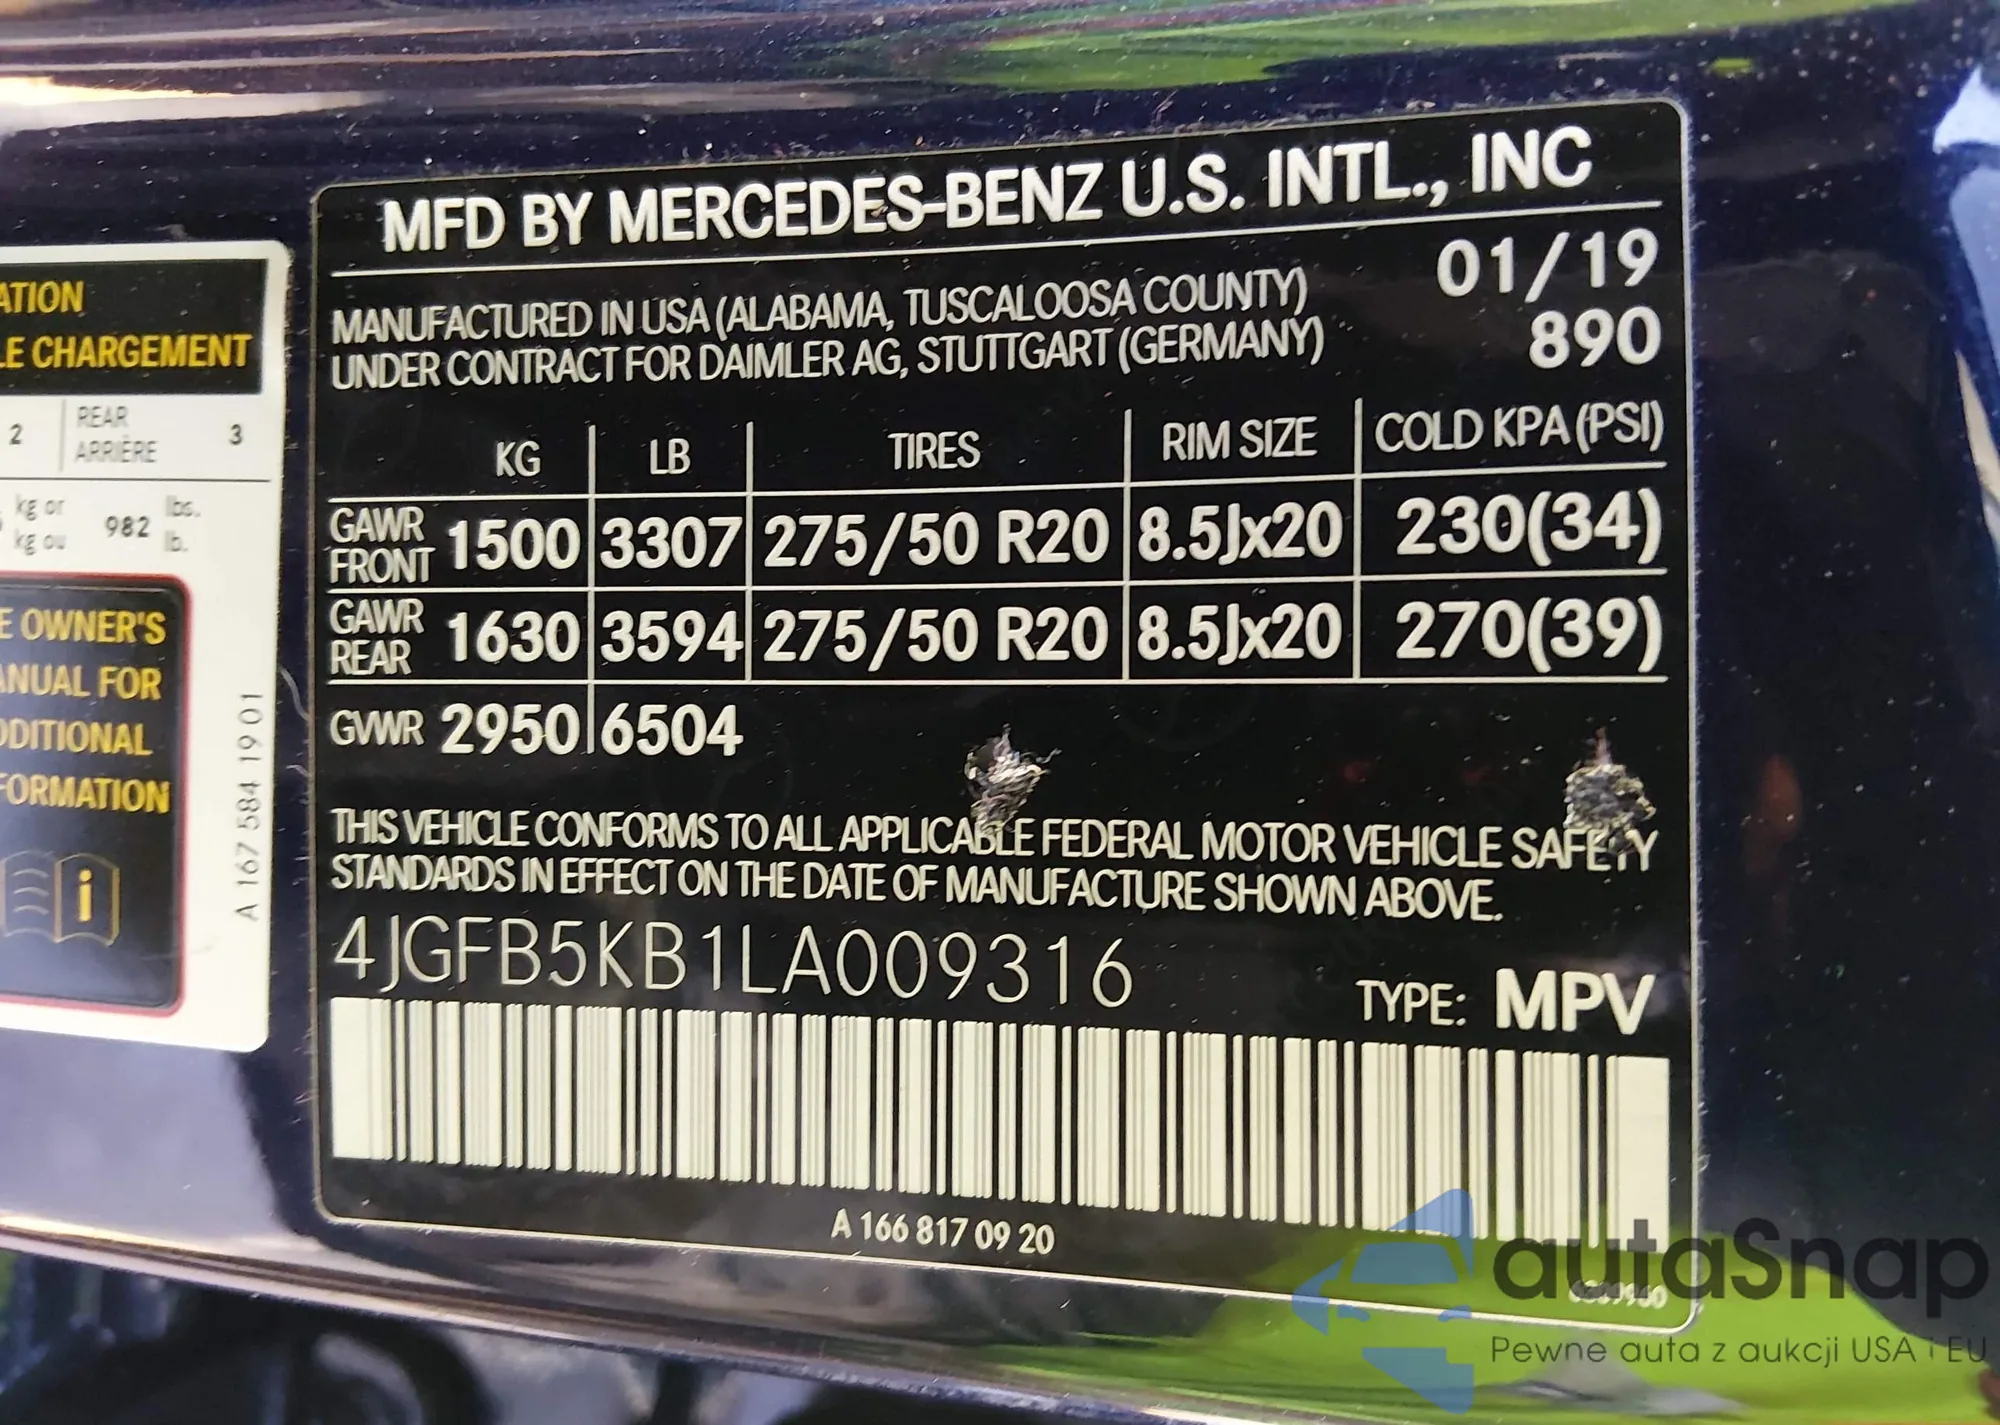 MFD BY MERCEDES-BENZ U.S. INTL., INC
01/19
MANUFACTURED IN USA (ALABAMA, TUSCALOOSA COUNTY)
UNDER CONTRACT FOR DAIMLER AG, STUTTGART (GERMANY)
890
KG LB TIRES RIM SIZE COLD KPA (PSI)
GAWR FRONT 1500 3307 275/50 R20 8.5Jx20 230(34)
GAWR REAR 1630 3594 275/50 R20 8.5Jx20 270(39)
GVWR 2950 6504
THIS VEHICLE CONFORMS TO ALL APPLICABLE FEDERAL MOTOR VEHICLE SAFETY
STANDARDS IN EFFECT ON THE DATE OF MANUFACTURE SHOWN ABOVE.
4JGFB5KB1LA009316
TYPE: MPV
A 166 817 09 20
ATION
LE CHARGEMENT
2 REAR
ARRIÈRE 3
kg or 982 lbs.
kg ou lb.
E OWNER'S
ANUAL FOR
DDITIONAL
FORMATION
i
A 167 584 19 01
autaSnap
Pewne auta z aukcji USA i EU